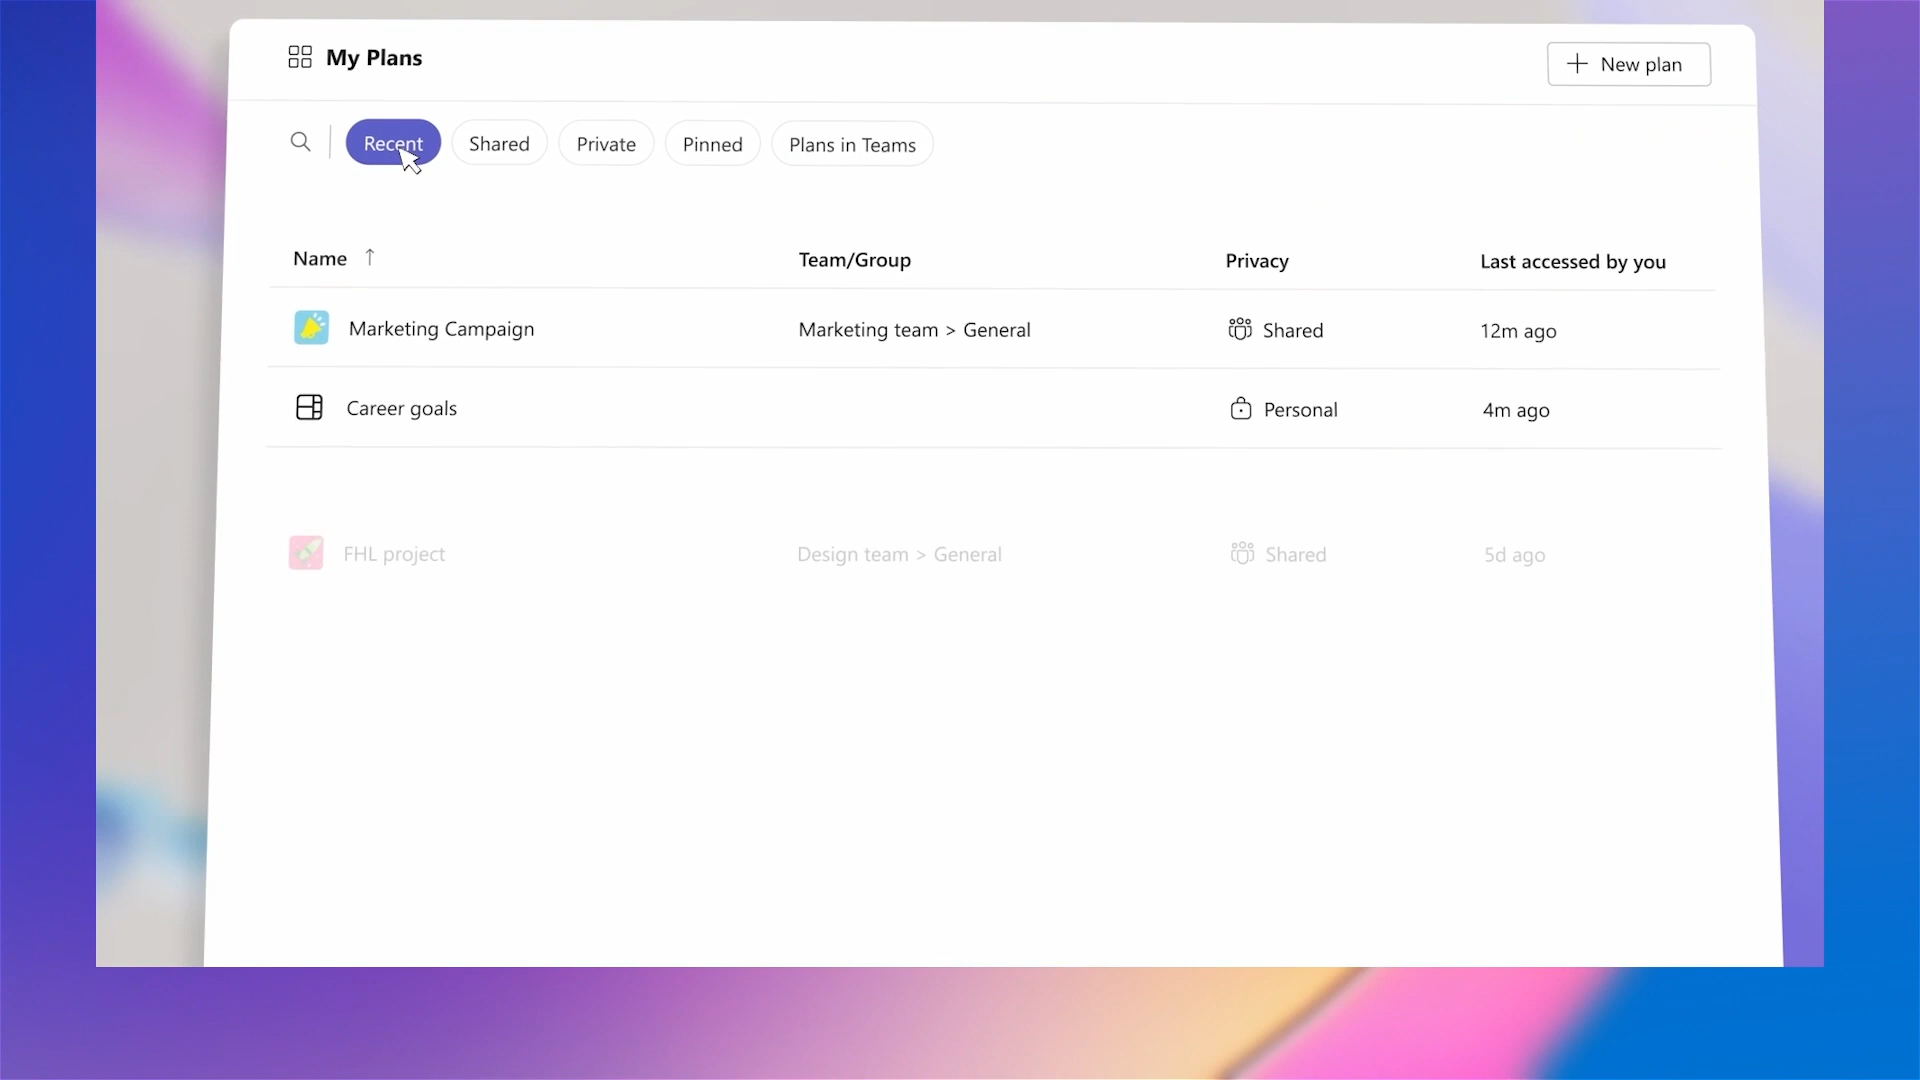 My Plans
New plan
Recent Shared Private Pinned Plans in Teams
Name ↑ Team/Group Privacy Last accessed by you
Marketing Campaign Marketing team > General Shared 12m ago
Career goals Personal 4m ago
FHL project Design team > General Shared 5d ago